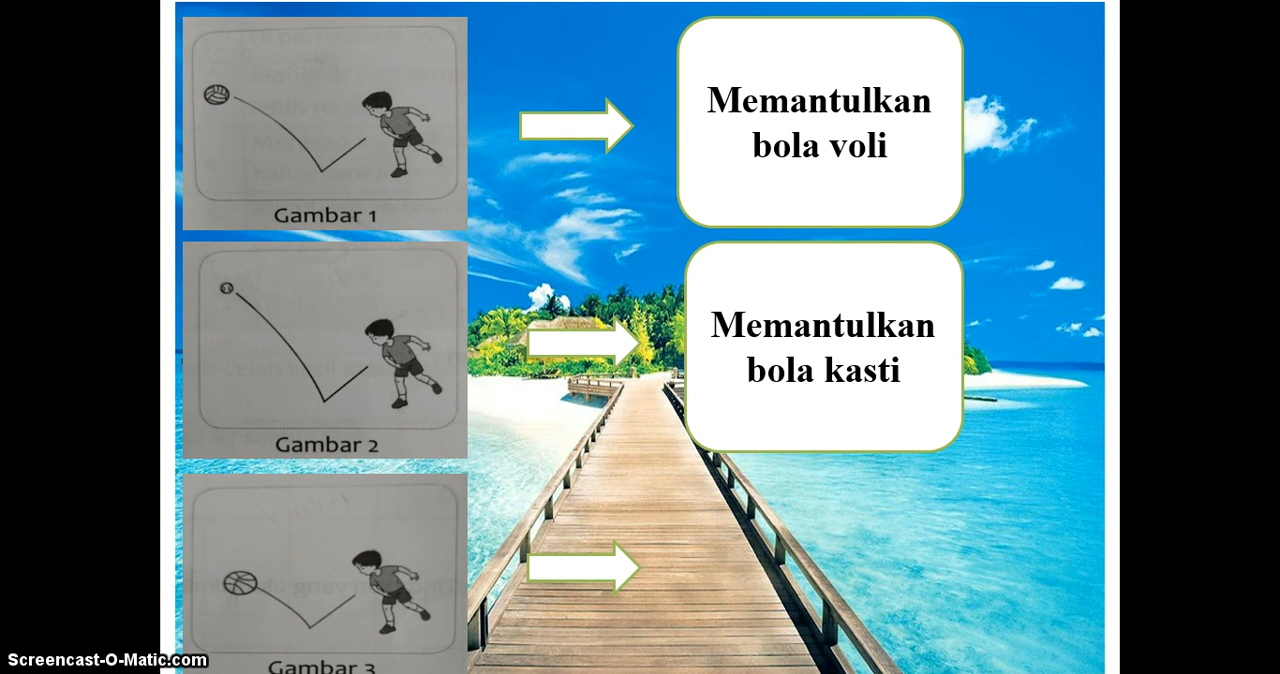 Gambar 1
Memantulkan
bola voli
Gambar 2
Memantulkan
bola kasti
Gambar 3
Screencast-O-Matic.com